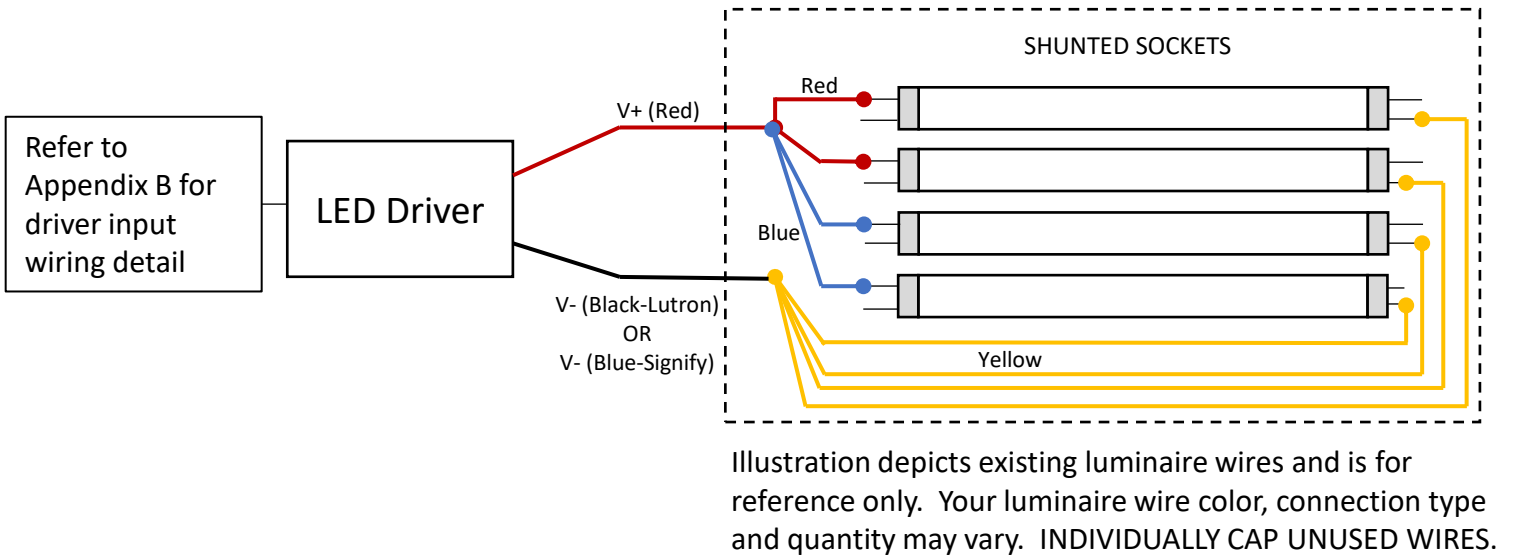 SHUNTED SOCKETS
Red
V+ (Red)
Refer to
Appendix B for
driver input
wiring detail
LED Driver
Blue
V- (Black-Lutron)
OR
V- (Blue-Signify)
Yellow
Illustration depicts existing luminaire wires and is for
reference only.  Your luminaire wire color, connection type
and quantity may vary.  INDIVIDUALLY CAP UNUSED WIRES.